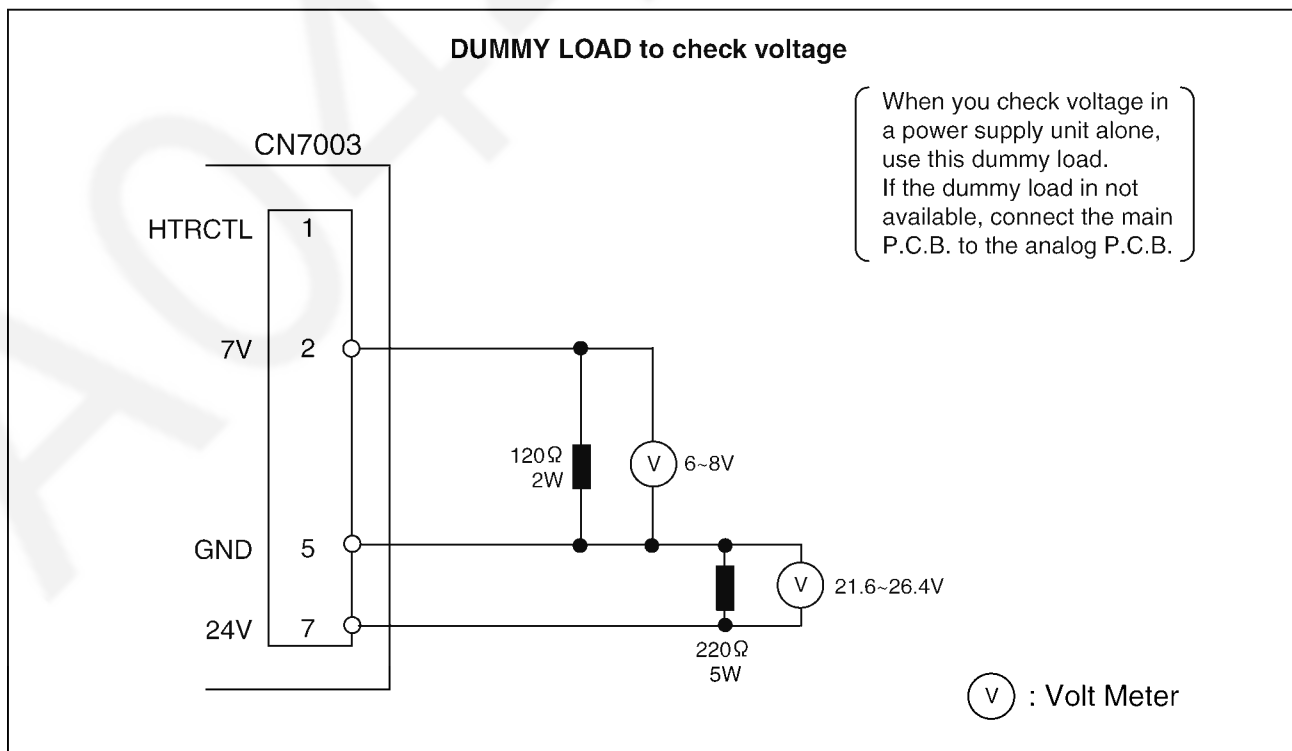 DUMMY LOAD to check voltage
When you check voltage in
a power supply unit alone,
use this dummy load.
If the dummy load in not
available, connect the main
P.C.B. to the analog P.C.B.
CN7003
HTRCTL 1
7V 2
120Ω
2W
V 6~8V
GND 5
V 21.6~26.4V
24V 7
220Ω
5W
V : Volt Meter